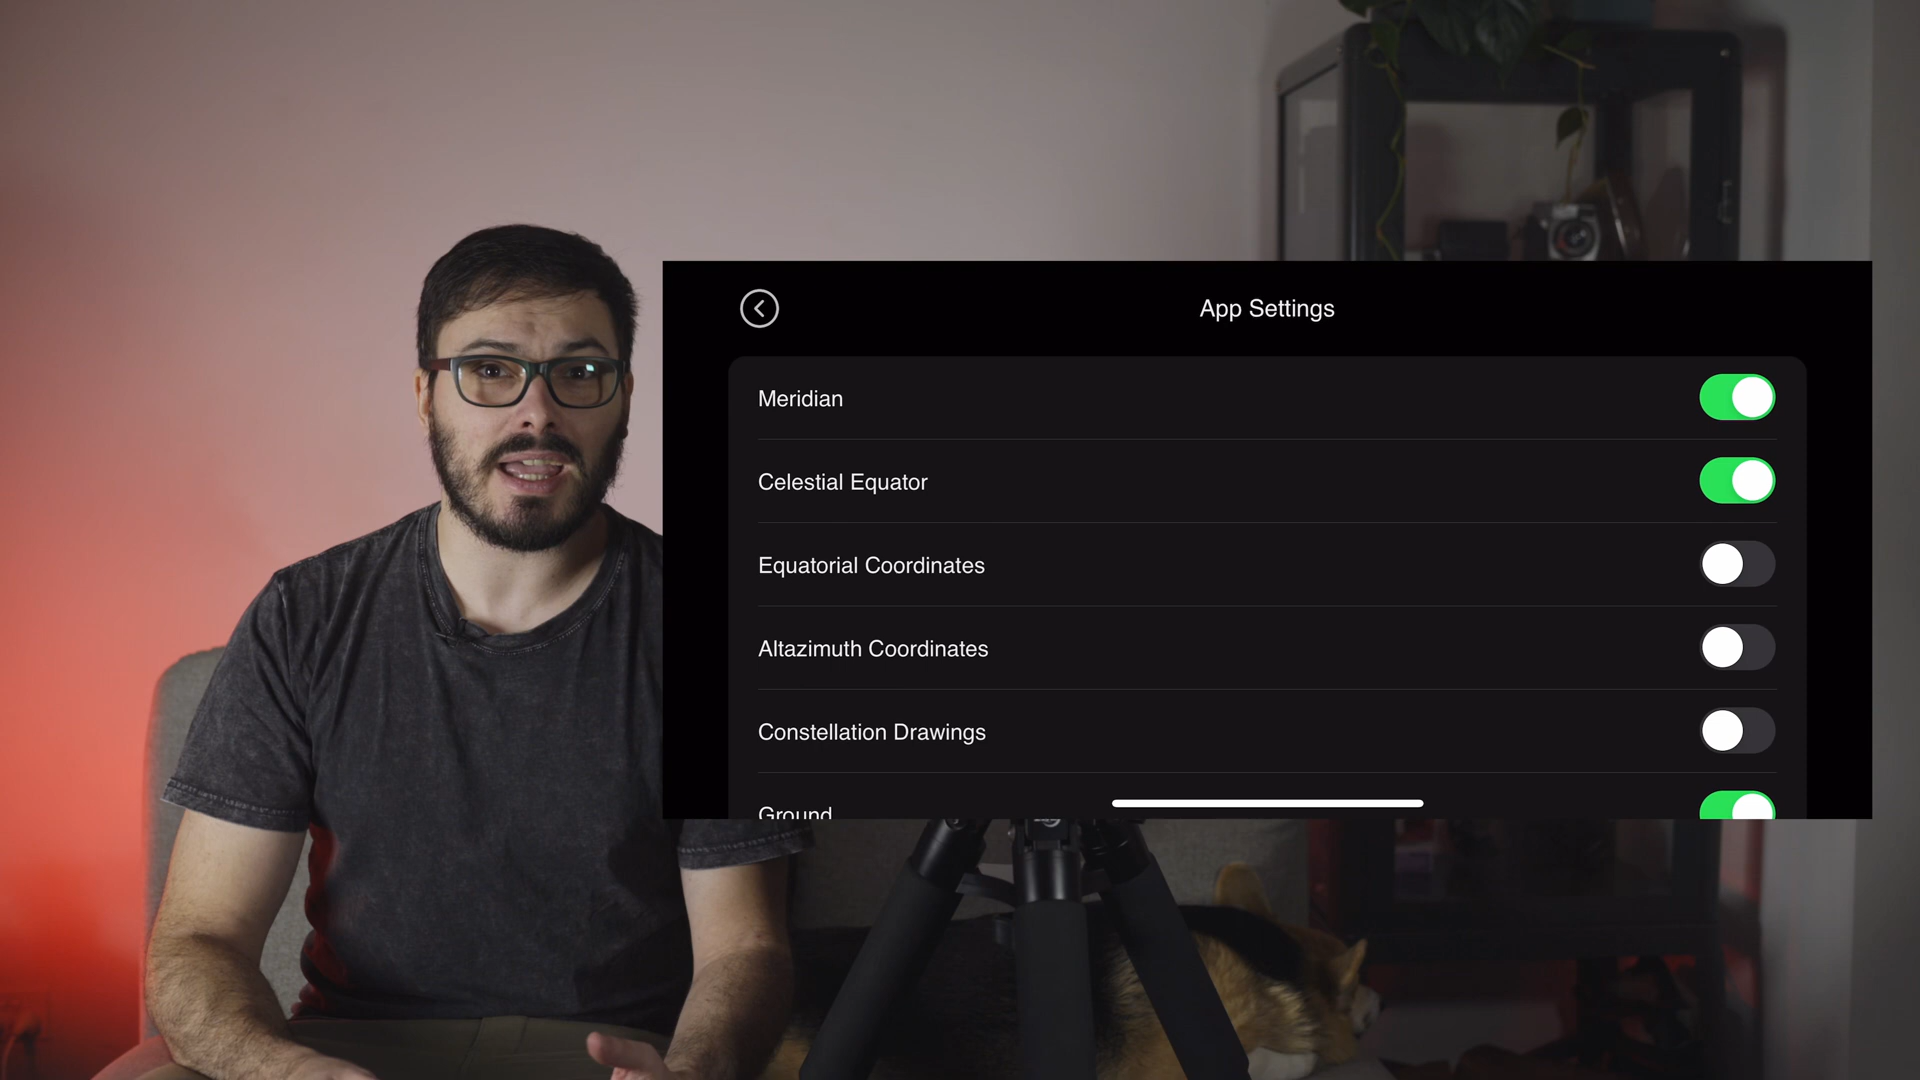 App Settings
Meridian
Celestial Equator
Equatorial Coordinates
Altazimuth Coordinates
Constellation Drawings
Ground